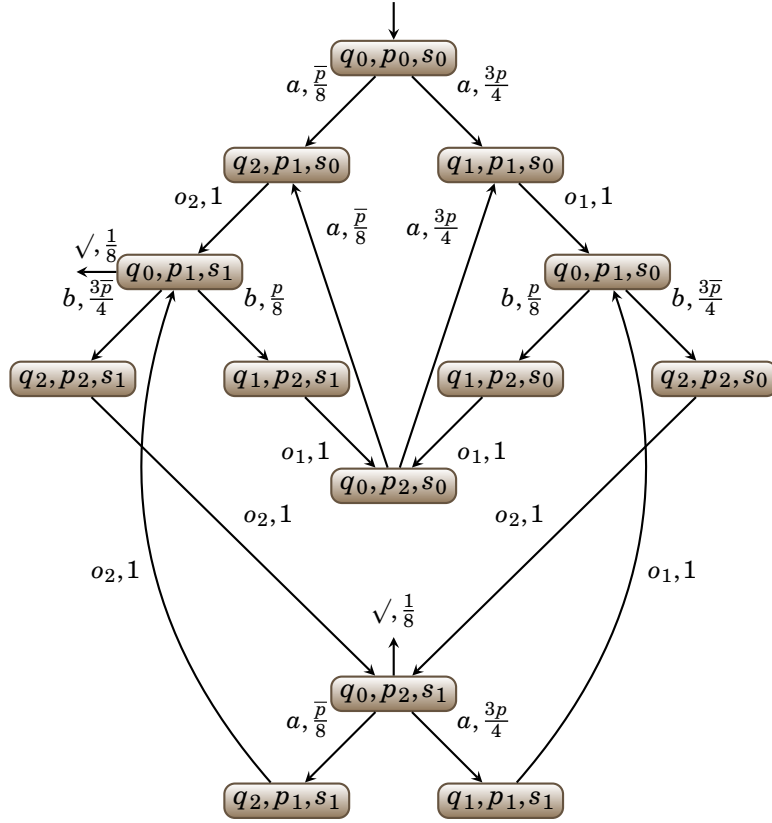 q₀, p₀, s₀
a, p̅/8
a, 3p/4
q₂, p₁, s₀
q₁, p₁, s₀
o₂, 1
o₁, 1
a, p̅/8
a, 3p/4
√, 1/8
q₀, p₁, s₁
q₀, p₁, s₀
b, 3p̅/4
b, p/8
b, p/8
b, 3p̅/4
q₂, p₂, s₁
q₁, p₂, s₁
q₁, p₂, s₀
q₂, p₂, s₀
o₁, 1
o₁, 1
q₀, p₂, s₀
o₂, 1
o₂, 1
o₂, 1
o₁, 1
√, 1/8
q₀, p₂, s₁
a, p̅/8
a, 3p/4
q₂, p₁, s₁
q₁, p₁, s₁